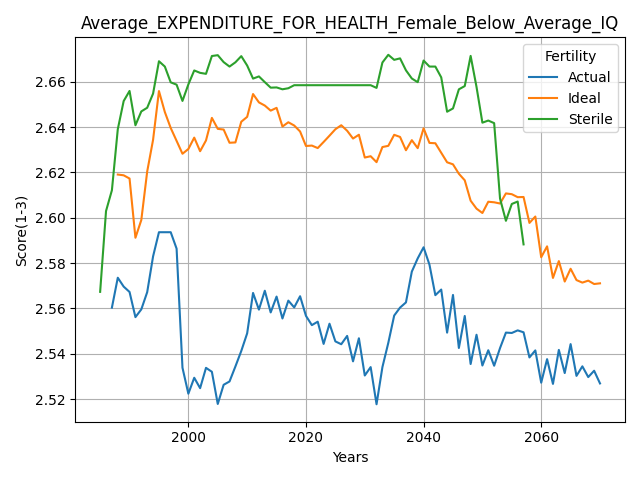 Average_EXPENDITURE_FOR_HEALTH_Female_Below_Average_IQ
Fertility
Actual
Ideal
Sterile
Score(1-3)
2.66
2.64
2.62
2.60
2.58
2.56
2.54
2.52
2000
2020
2040
2060
Years